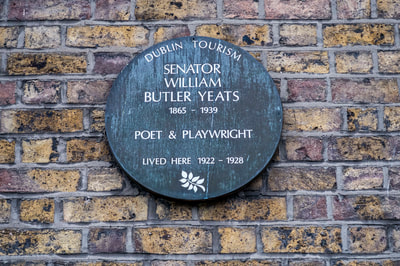 DUBLIN TOURISM
SENATOR
WILLIAM
BUTLER YEATS
1865 - 1939
POET & PLAYWRIGHT
LIVED HERE 1922 - 1928